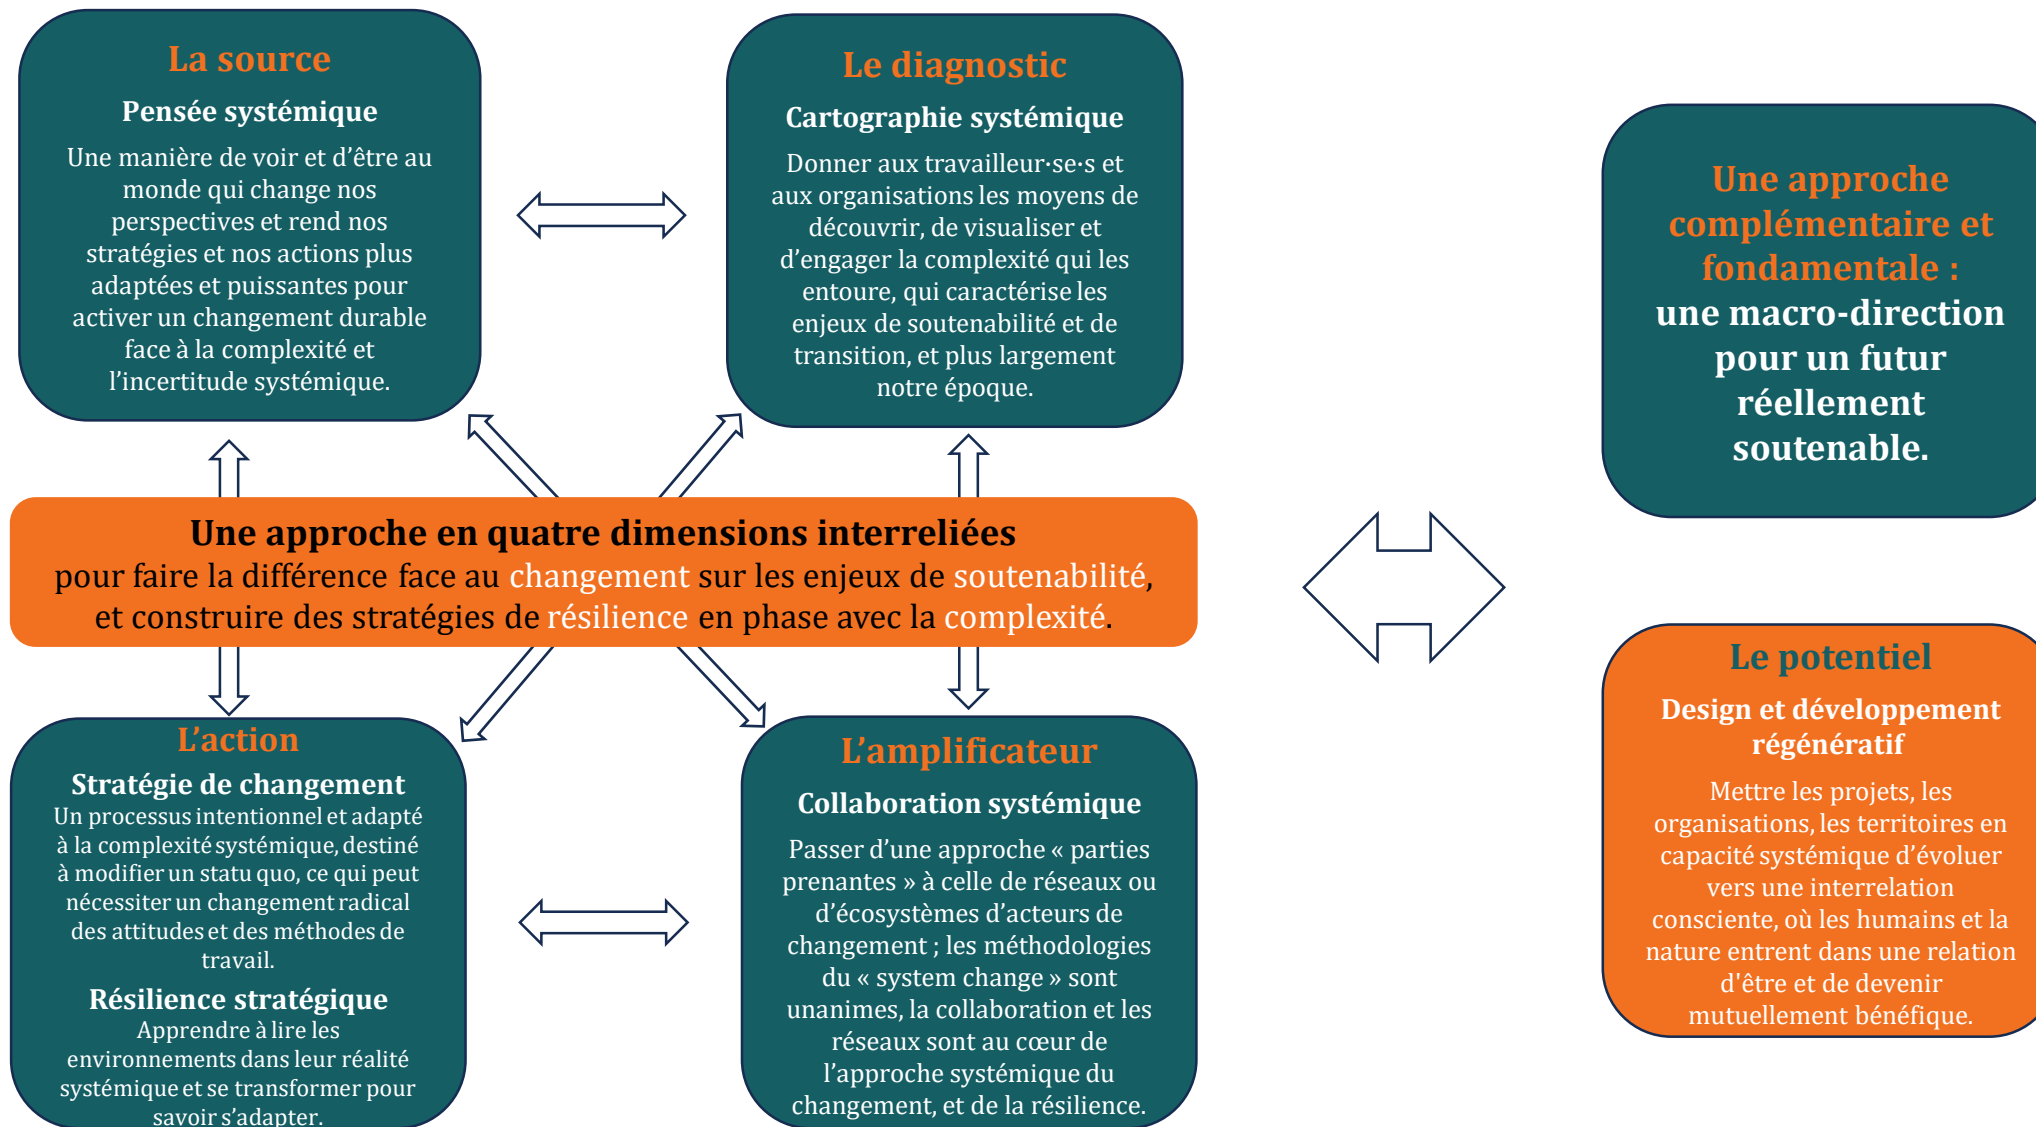 La source
Pensée systémique
Une manière de voir et d’être au
monde qui change nos
perspectives et rend nos
stratégies et nos actions plus
adaptées et puissantes pour
activer un changement durable
face à la complexité et
l’incertitude systémique.
Le diagnostic
Cartographie systémique
Donner aux travailleur·se·s et
aux organisations les moyens de
découvrir, de visualiser et
d’engager la complexité qui les
entoure, qui caractérise les
enjeux de soutenabilité et de
transition, et plus largement
notre époque.
Une approche en quatre dimensions interreliées
pour faire la différence face au changement sur les enjeux de soutenabilité,
et construire des stratégies de résilience en phase avec la complexité.
L’action
Stratégie de changement
Un processus intentionnel et adapté
à la complexité systémique, destiné
à modifier un statu quo, ce qui peut
nécessiter un changement radical
des attitudes et des méthodes de
travail.
Résilience stratégique
Apprendre à lire les
environnements dans leur réalité
systémique et se transformer pour
savoir s’adapter.
L’amplificateur
Collaboration systémique
Passer d’une approche « parties
prenantes » à celle de réseaux ou
d’écosystèmes d’acteurs de
changement ; les méthodologies
du « system change » sont
unanimes, la collaboration et les
réseaux sont au cœur de
l’approche systémique du
changement, et de la résilience.
Une approche
complémentaire et
fondamentale :
une macro-direction
pour un futur
réellement
soutenable.
Le potentiel
Design et développement
régénératif
Mettre les projets, les
organisations, les territoires en
capacité systémique d’évoluer
vers une interrelation
consciente, où les humains et la
nature entrent dans une relation
d'être et de devenir
mutuellement bénéfique.